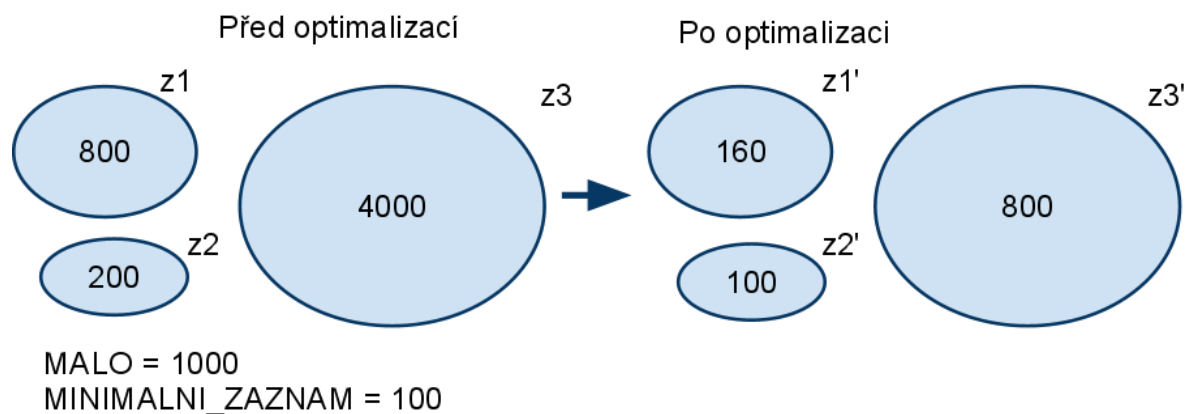 Před optimalizací
Po optimalizaci
z1
800
z2
200
z3
4000
z1'
160
z2'
100
z3'
800
MALO = 1000
MINIMALNI_ZAZNAM = 100